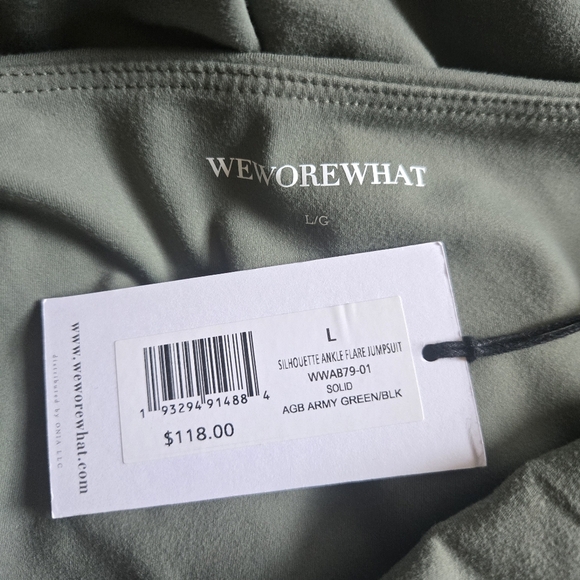 WEWOREWHAT
L/G
www.weworewhat.com
distributed by ONIA LLC
L
SILHOUETTE ANKLE FLARE JUMPSUIT
WWAB79-01
SOLID
AGB ARMY GREEN/BLK
1 93294 91488 4
$118.00